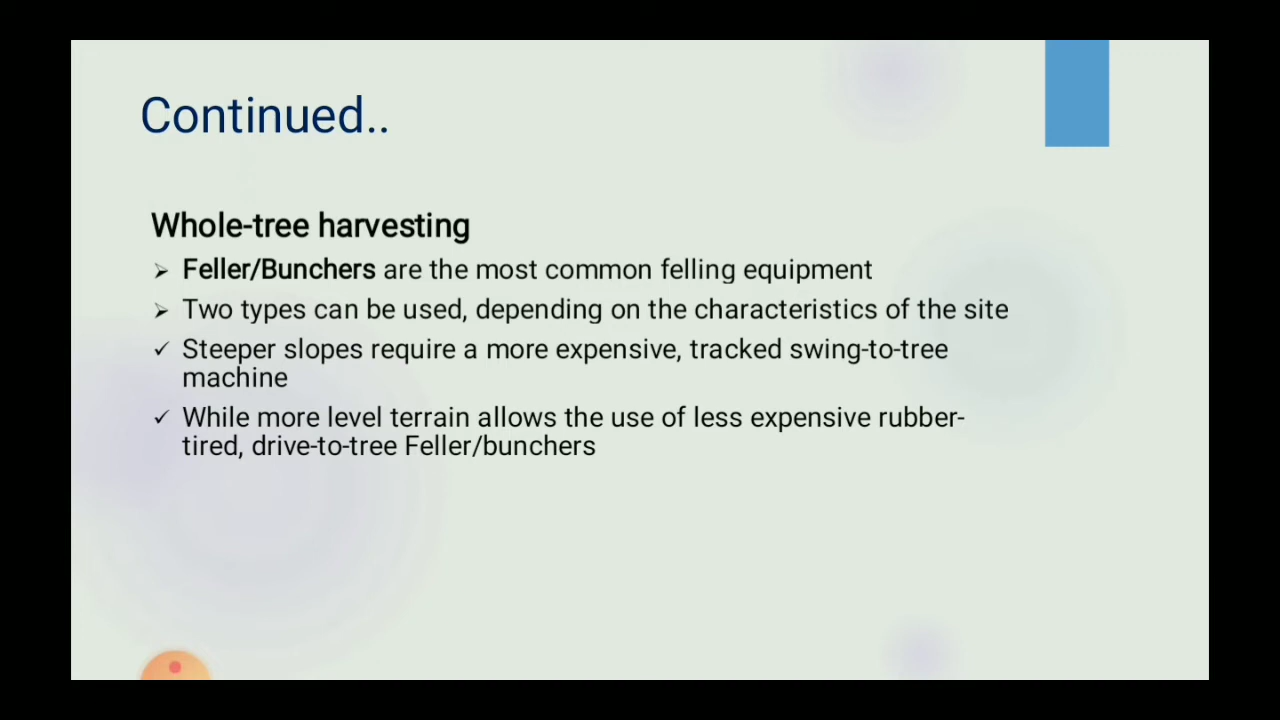 Continued..
Whole-tree harvesting
➢ Feller/Bunchers are the most common felling equipment
➢ Two types can be used, depending on the characteristics of the site
✓ Steeper slopes require a more expensive, tracked swing-to-tree
machine
✓ While more level terrain allows the use of less expensive rubber-
tired, drive-to-tree Feller/bunchers